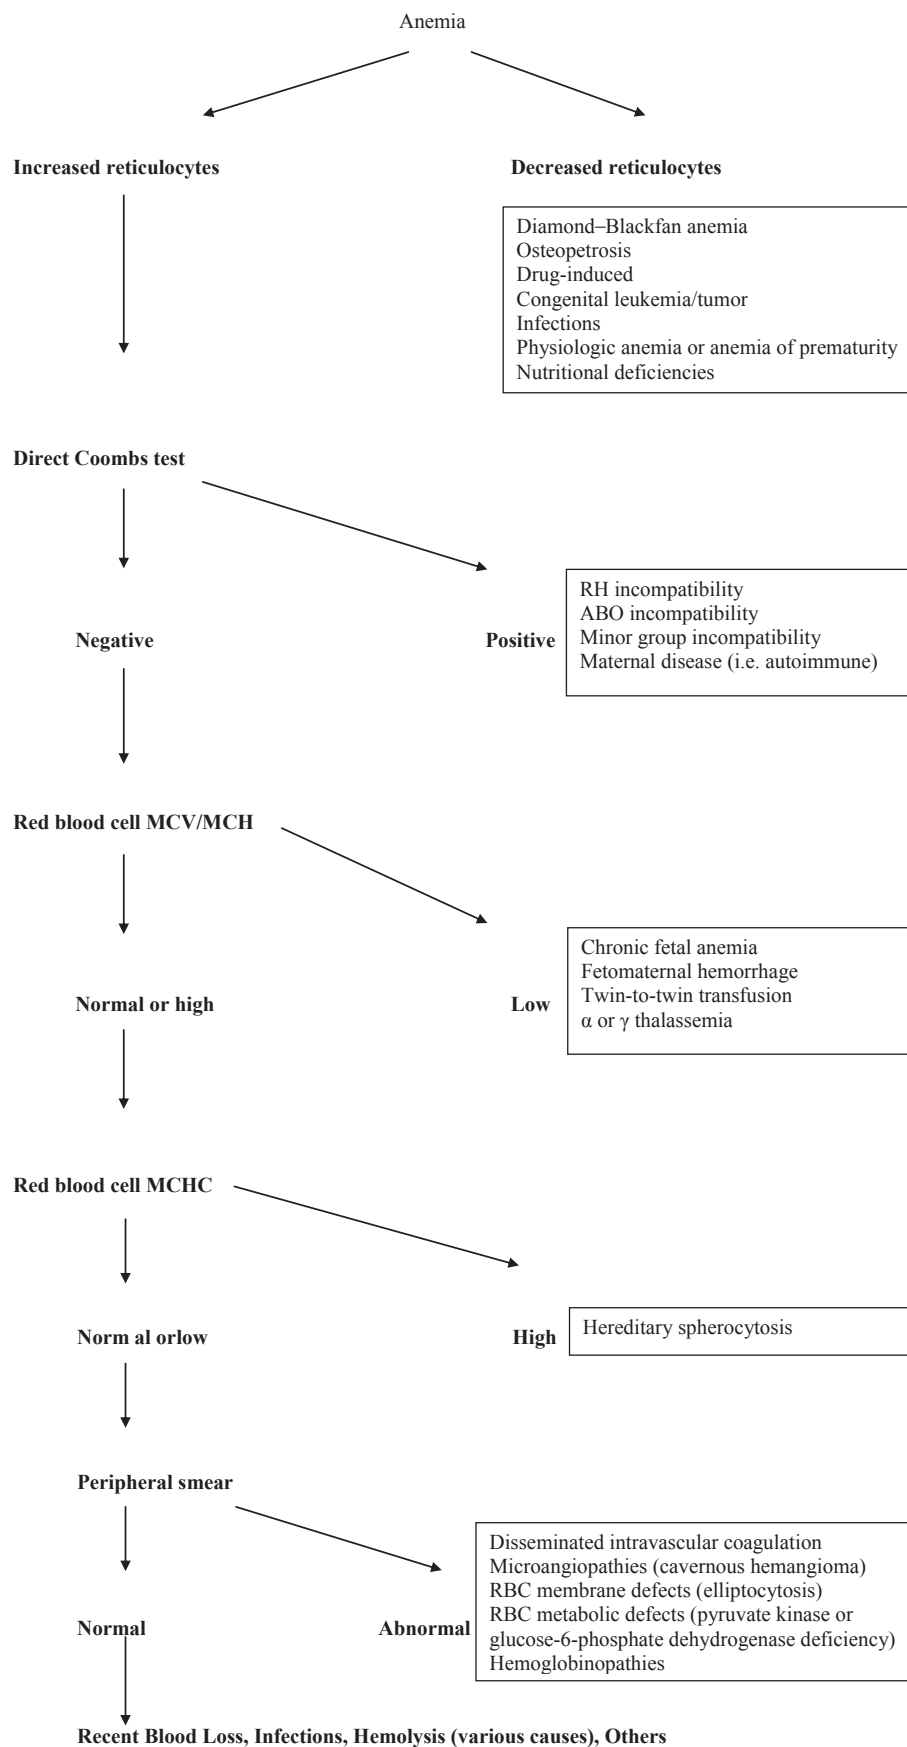 Anemia
Increased reticulocytes
Decreased reticulocytes
Diamond–Blackfan anemia
Osteopetrosis
Drug-induced
Congenital leukemia/tumor
Infections
Physiologic anemia or anemia of prematurity
Nutritional deficiencies
Direct Coombs test
Negative
Positive
RH incompatibility
ABO incompatibility
Minor group incompatibility
Maternal disease (i.e. autoimmune)
Red blood cell MCV/MCH
Normal or high
Low
Chronic fetal anemia
Fetomaternal hemorrhage
Twin-to-twin transfusion
α or γ thalassemia
Red blood cell MCHC
Norm al orlow
High
Hereditary spherocytosis
Peripheral smear
Normal
Abnormal
Disseminated intravascular coagulation
Microangiopathies (cavernous hemangioma)
RBC membrane defects (elliptocytosis)
RBC metabolic defects (pyruvate kinase or
glucose-6-phosphate dehydrogenase deficiency)
Hemoglobinopathies
Recent Blood Loss, Infections, Hemolysis (various causes), Others